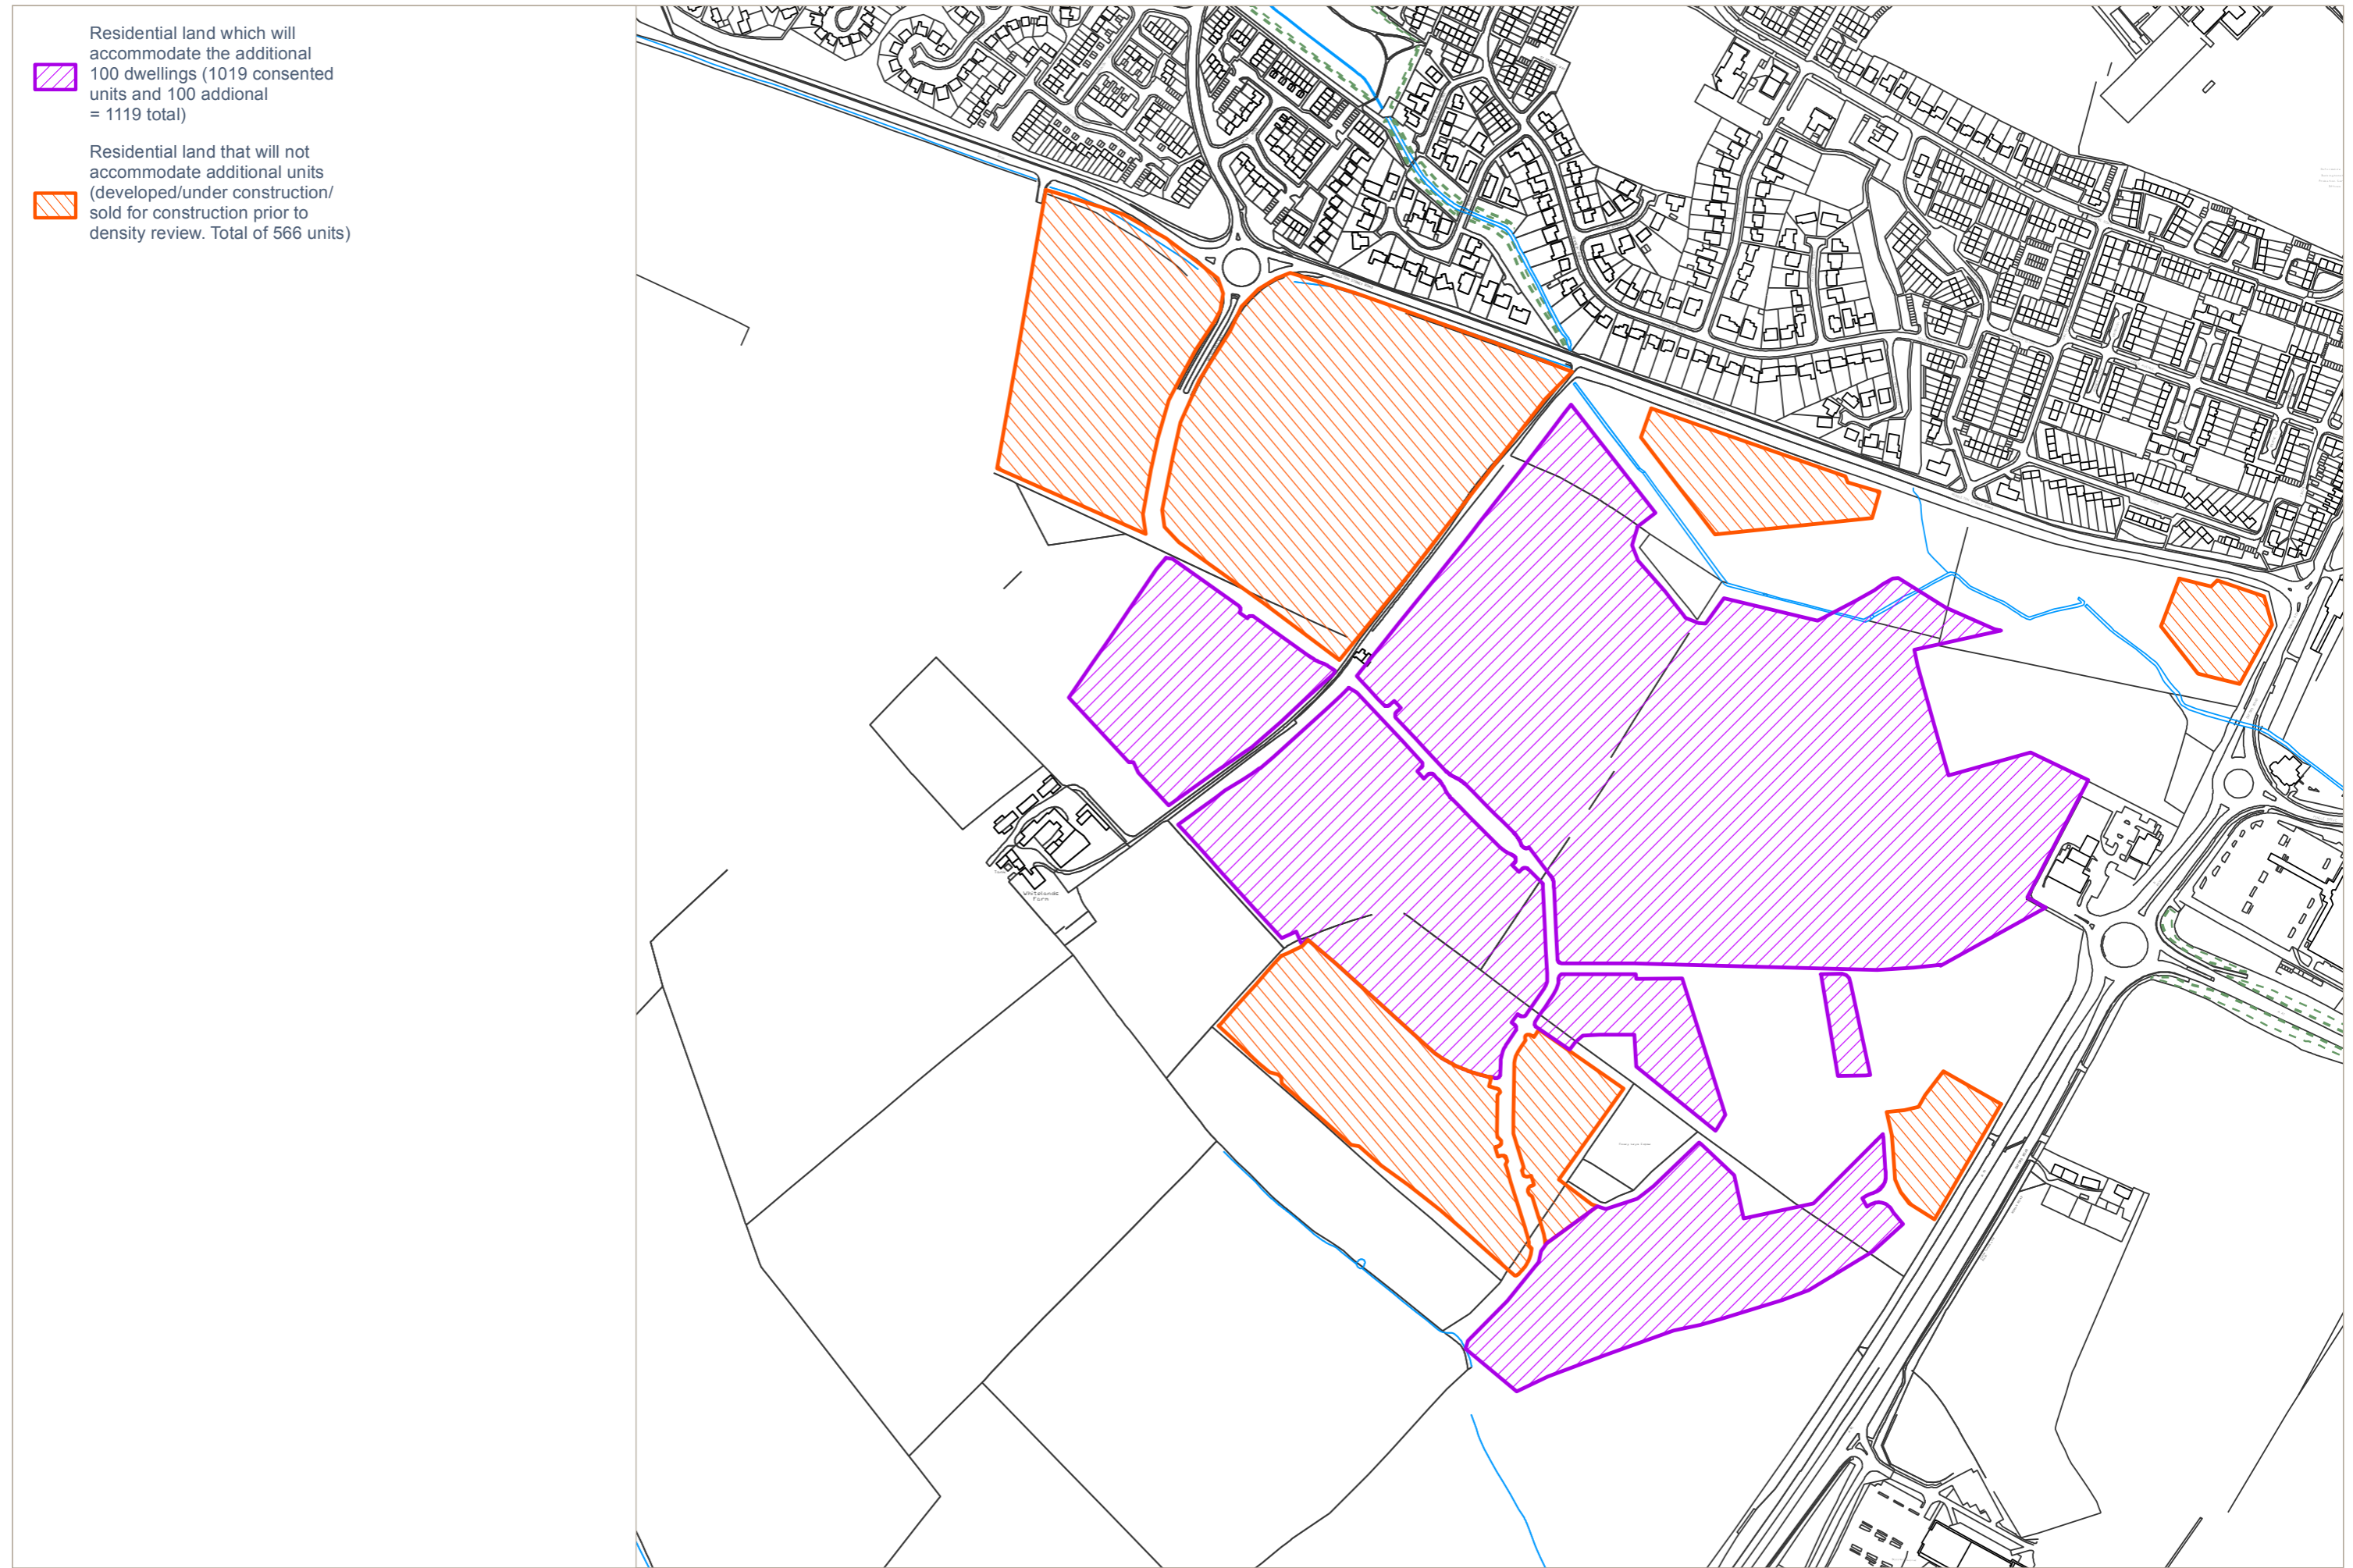 Residential land which will
accommodate the additional
100 dwellings (1019 consented
units and 100 addional
= 1119 total)
Residential land that will not
accommodate additional units
(developed/under construction/
sold for construction prior to
density review. Total of 566 units)
Whitelands
Farm